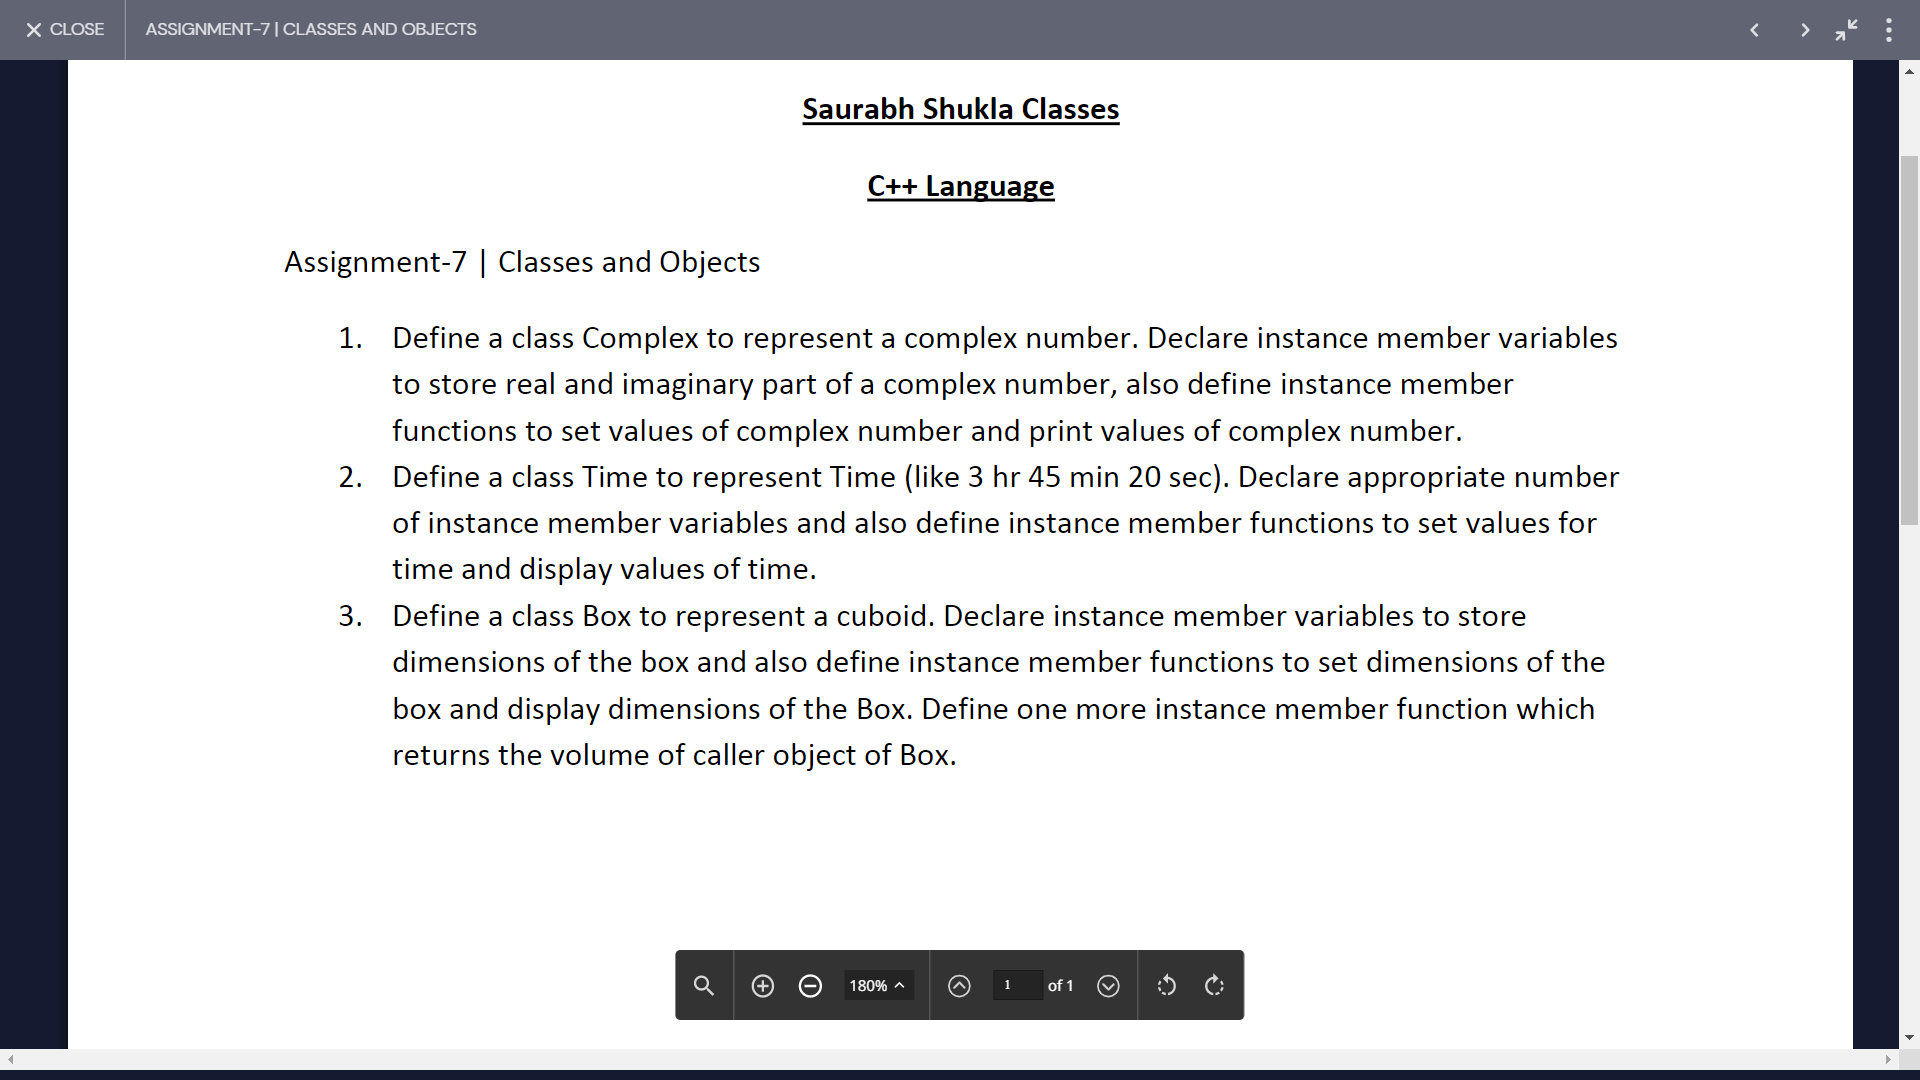 CLOSE
ASSIGNMENT-7 | CLASSES AND OBJECTS
Saurabh Shukla Classes
C++ Language
Assignment-7 | Classes and Objects
1. Define a class Complex to represent a complex number. Declare instance member variables
to store real and imaginary part of a complex number, also define instance member
functions to set values of complex number and print values of complex number.
2. Define a class Time to represent Time (like 3 hr 45 min 20 sec). Declare appropriate number
of instance member variables and also define instance member functions to set values for
time and display values of time.
3. Define a class Box to represent a cuboid. Declare instance member variables to store
dimensions of the box and also define instance member functions to set dimensions of the
box and display dimensions of the Box. Define one more instance member function which
returns the volume of caller object of Box.
180% 1 of 1